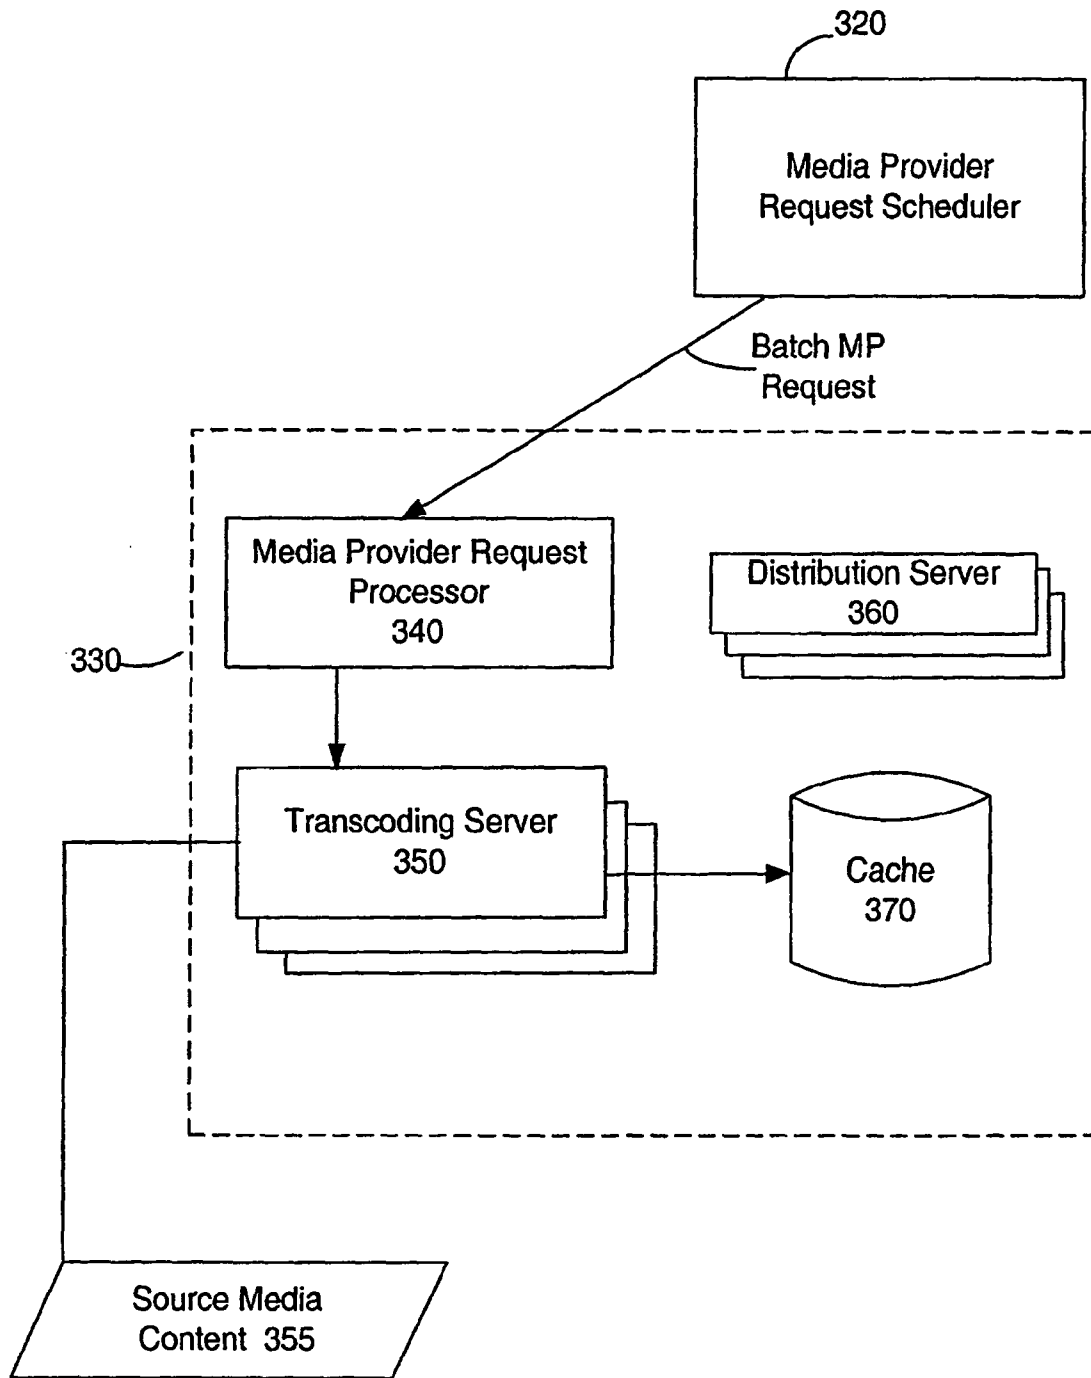 320
Media Provider
Request Scheduler
Batch MP
Request
Media Provider Request
Processor
340
Distribution Server
360
330
Transcoding Server
350
Cache
370
Source Media
Content 355